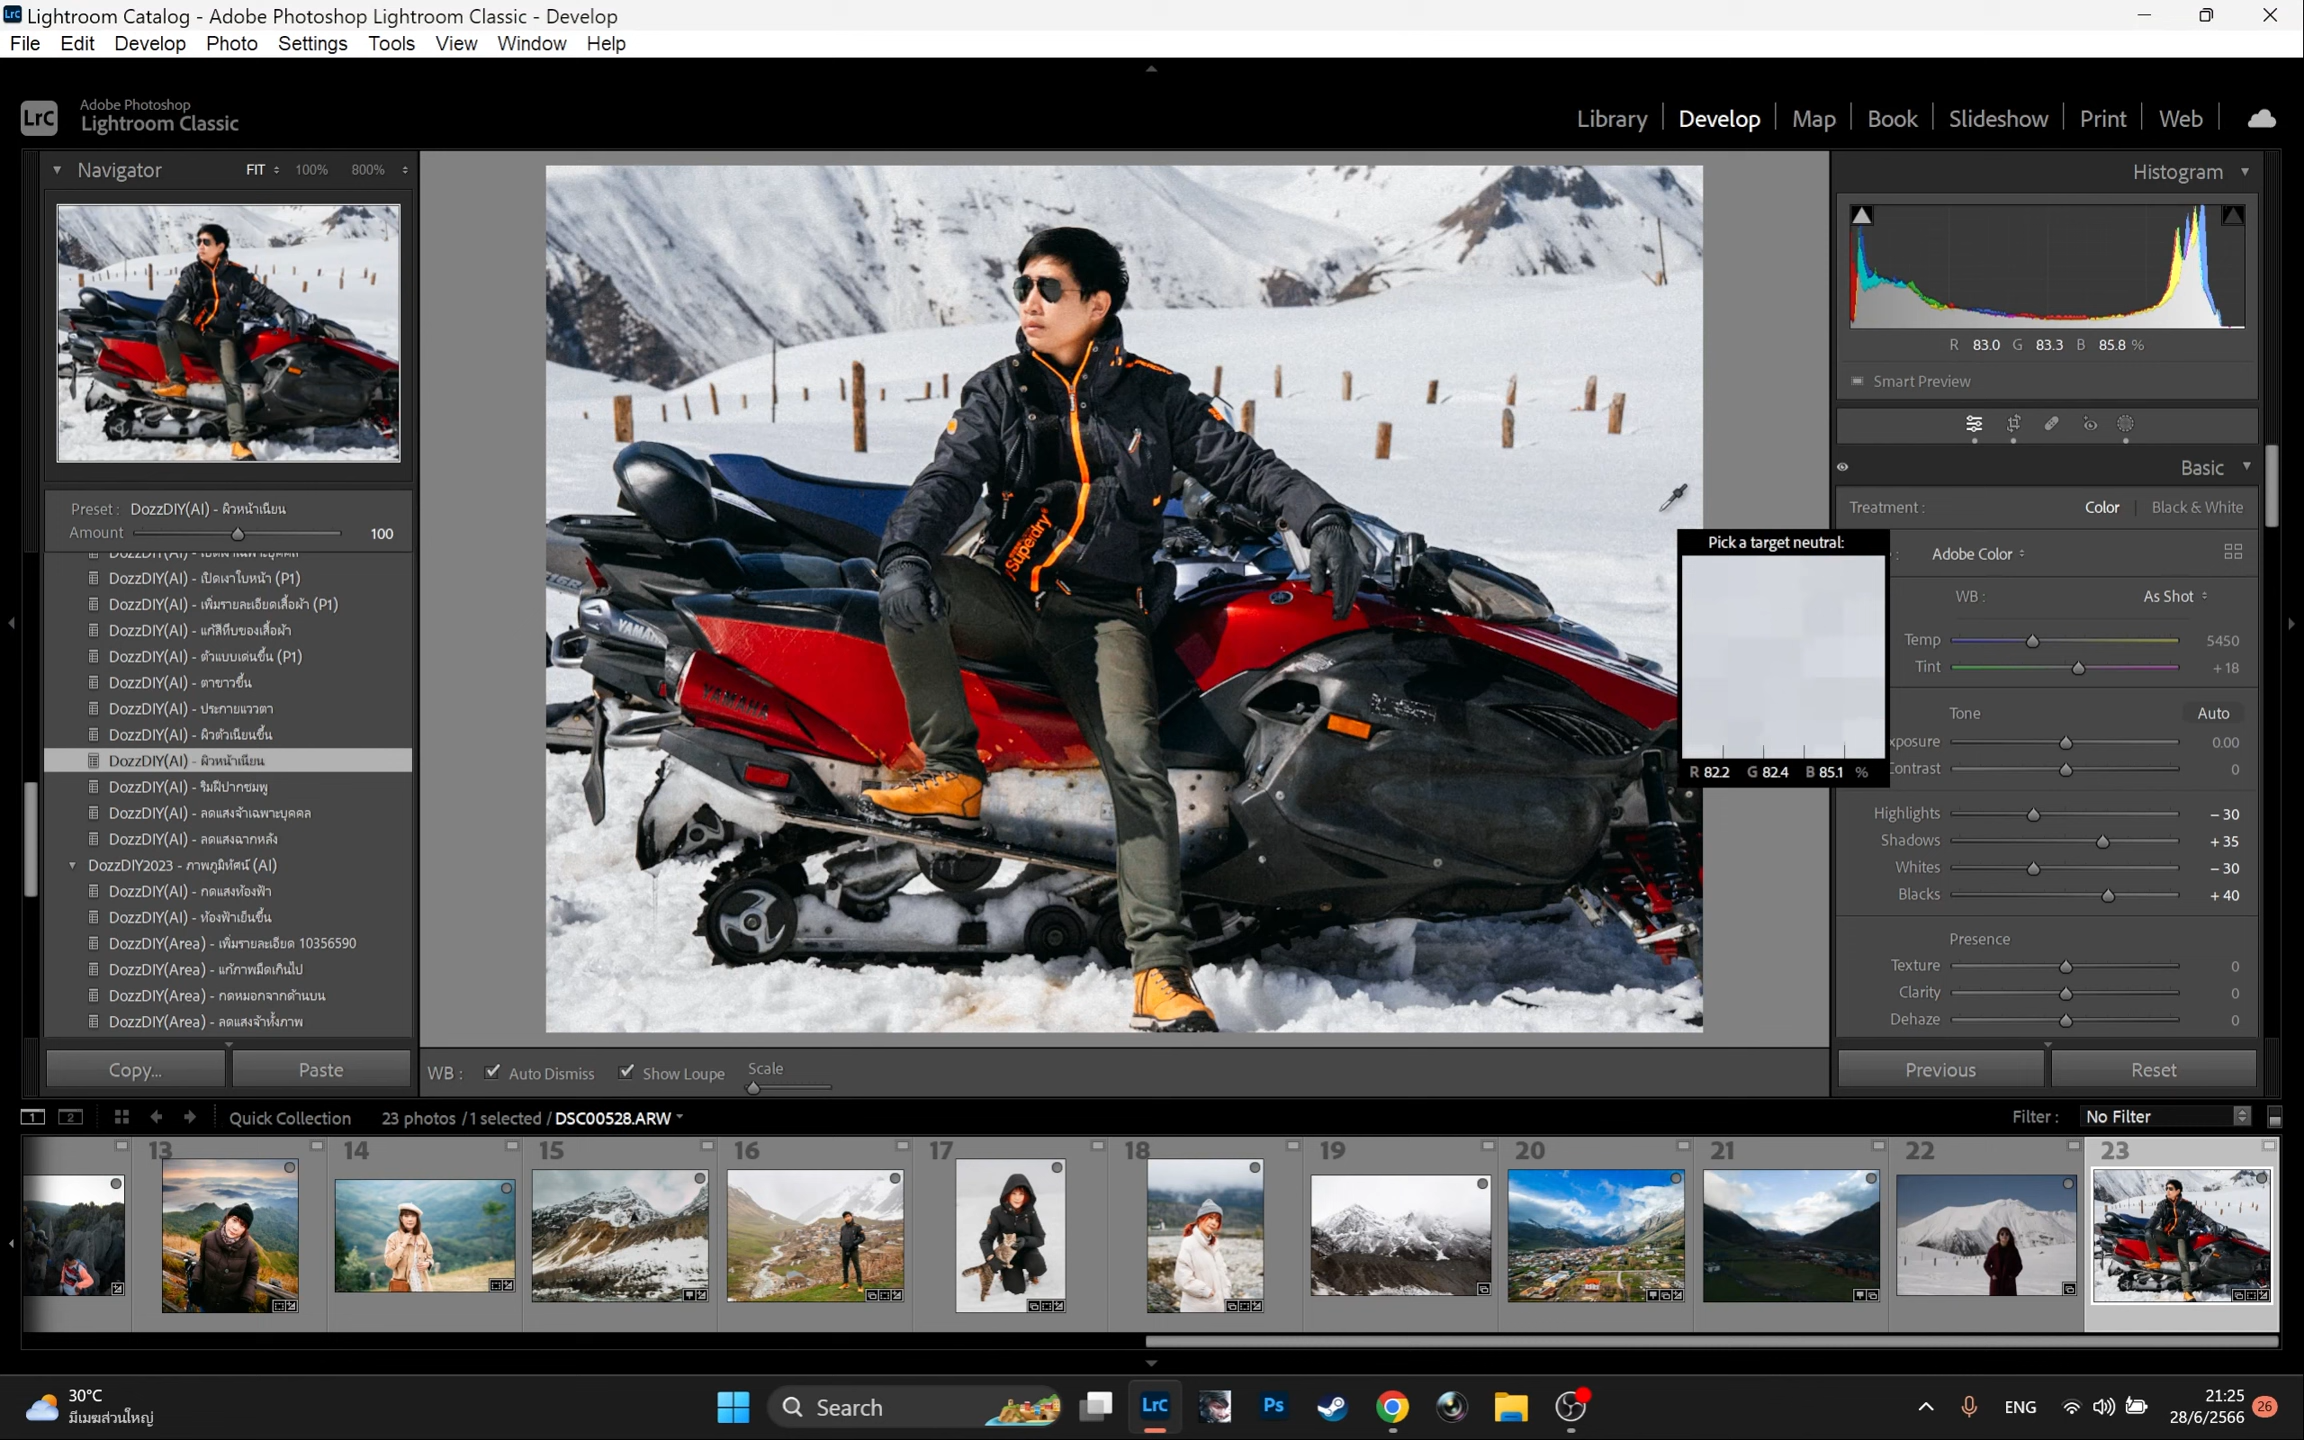 Lightroom Catalog - Adobe Photoshop Lightroom Classic - Develop
File Edit Develop Photo Settings Tools View Window Help
LrC
Adobe Photoshop
Lightroom Classic
Library Develop Map Book Slideshow Print Web
Navigator FIT 100% 800%
Preset : DozzDIY(AI) - ผิวหน้าเนียน
Amount 100
DozzDIY(AI) - เปิดเงาใบหน้า (P1)
DozzDIY(AI) - เพิ่มรายละเอียดเสื้อผ้า (P1)
DozzDIY(AI) - แก้สีทึบของเสื้อผ้า
DozzDIY(AI) - ตัวแบบเด่นขึ้น (P1)
DozzDIY(AI) - ตาขาวขึ้น
DozzDIY(AI) - ประกายแววตา
DozzDIY(AI) - ผิวตัวเนียนขึ้น
DozzDIY(AI) - ผิวหน้าเนียน
DozzDIY(AI) - ริมฝีปากชมพู
DozzDIY(AI) - ลดแสงจ้าเฉพาะบุคคล
DozzDIY(AI) - ลดแสงฉากหลัง
DozzDIY2023 - ภาพภูมิทัศน์ (AI)
DozzDIY(AI) - กดแสงท้องฟ้า
DozzDIY(AI) - ท้องฟ้าเย็นขึ้น
DozzDIY(Area) - เพิ่มรายละเอียด 10356590
DozzDIY(Area) - แก้ภาพมืดเกินไป
DozzDIY(Area) - กดหมอกจากด้านบน
DozzDIY(Area) - ลดแสงจ้าทั้งภาพ
Copy... Paste
Superdry
YAMAHA
YAMAHA
WB : Auto Dismiss Show Loupe Scale
Histogram
R 83.0 G 83.3 B 85.8 %
Smart Preview
Basic
Treatment : Color Black & White
Pick a target neutral:
R 82.2 G 82.4 B 85.1 %
: Adobe Color
WB : As Shot
Temp 5450
Tint + 18
Tone Auto
xposure 0.00
Contrast 0
Highlights - 30
Shadows + 35
Whites - 30
Blacks + 40
Presence
Texture 0
Clarity 0
Dehaze 0
Previous Reset
1 2 Quick Collection 23 photos / 1 selected / DSC00528.ARW Filter : No Filter
13 14 15 16 17 18 19 20 21 22 23
30°C
มีเมฆส่วนใหญ่
Search
LrC Ps
ENG
21:25
28/6/2566
26